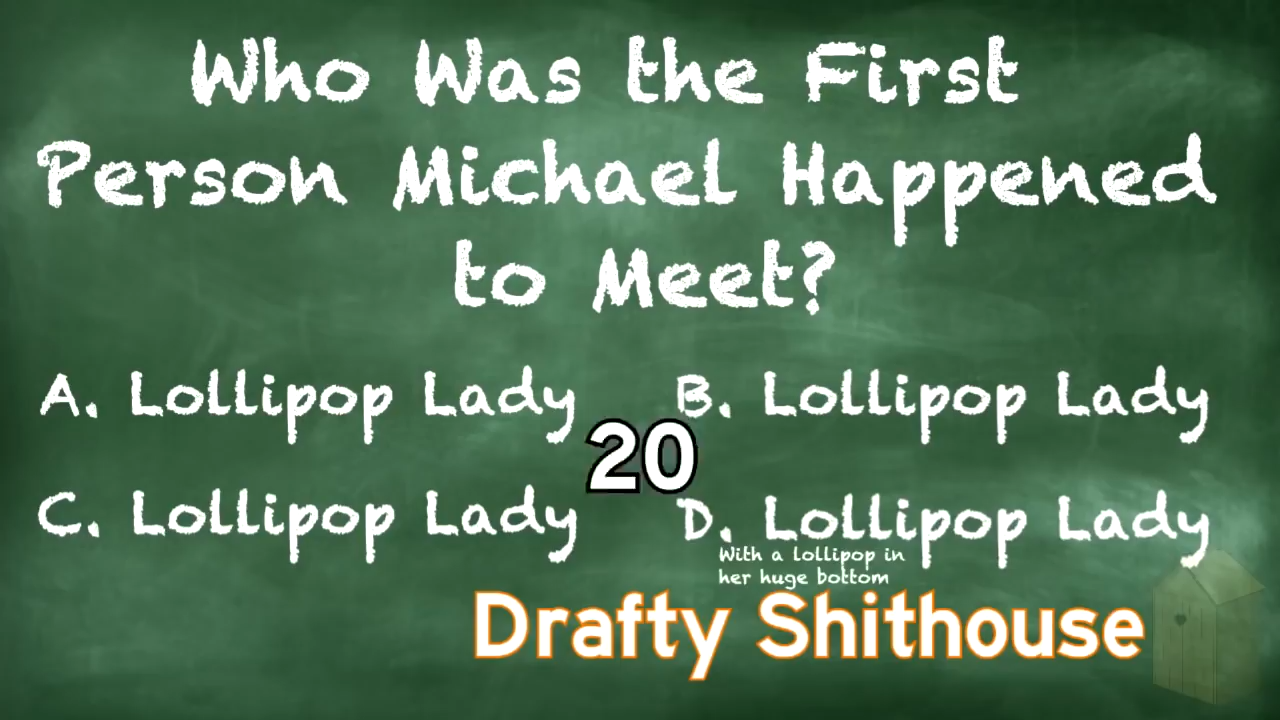 Who Was the First
Person Michael Happened
to Meet?
A. Lollipop Lady
B. Lollipop Lady
20
C. Lollipop Lady
D. Lollipop Lady
With a lollipop in
her huge bottom
Drafty Shithouse